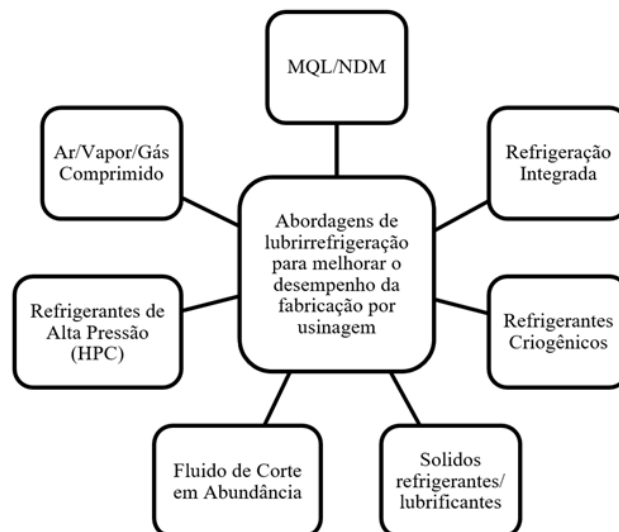 MQL/NDM
Ar/Vapor/Gás
Comprimido
Refrigeração
Integrada
Abordagens de
lubrirrefrigeração
para melhorar o
desempenho da
fabricação por
usinagem
Refrigerantes de
Alta Pressão
(HPC)
Refrigerantes
Criogênicos
Fluido de Corte
em Abundância
Solidos
refrigerantes/
lubrificantes